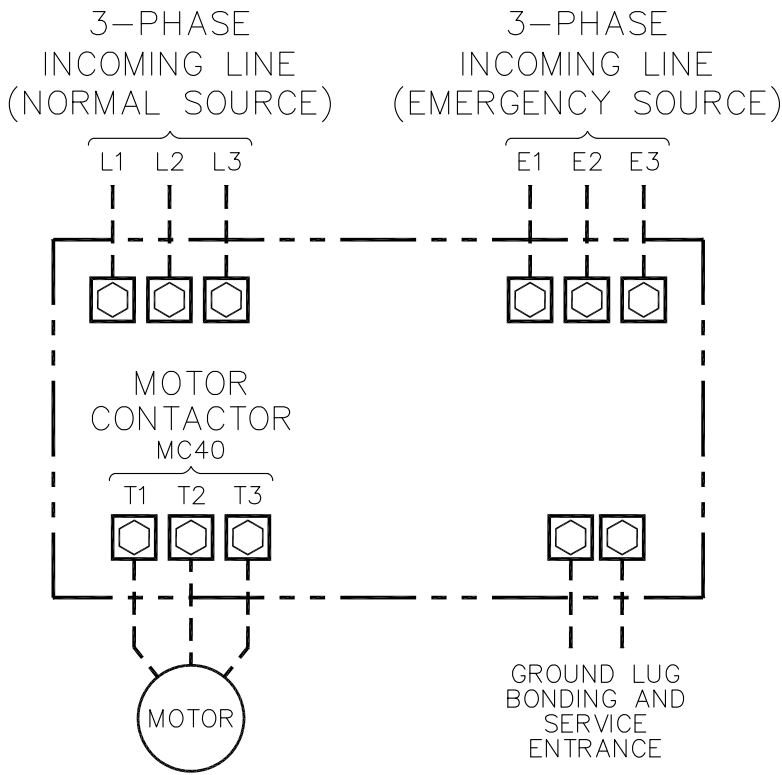 3-PHASE
INCOMING LINE
(NORMAL SOURCE)
L1 L2 L3
3-PHASE
INCOMING LINE
(EMERGENCY SOURCE)
E1 E2 E3
MOTOR
CONTACTOR
MC40
T1 T2 T3
MOTOR
GROUND LUG
BONDING AND
SERVICE
ENTRANCE